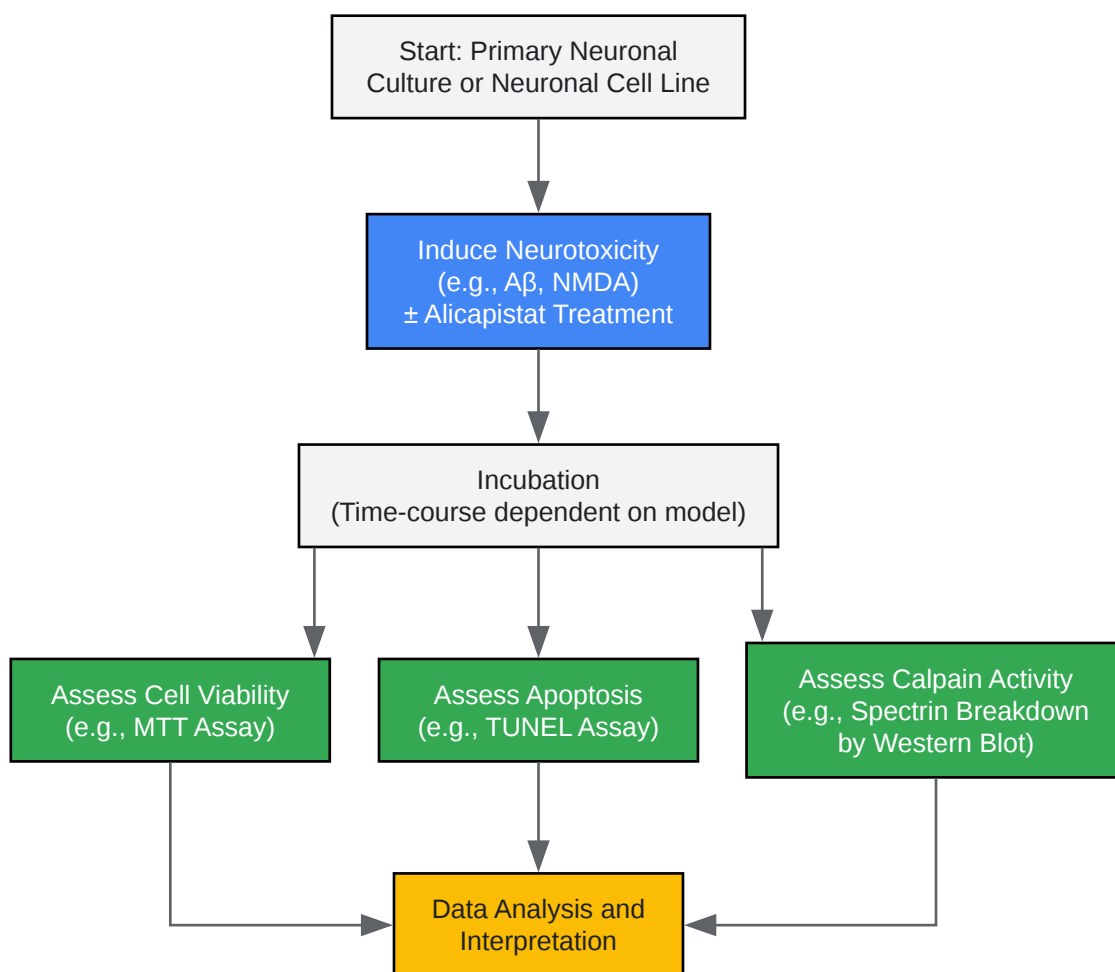 Start: Primary Neuronal
Culture or Neuronal Cell Line
Induce Neurotoxicity
(e.g., Aβ, NMDA)
± Alicapistat Treatment
Incubation
(Time-course dependent on model)
Assess Cell Viability
(e.g., MTT Assay)
Assess Apoptosis
(e.g., TUNEL Assay)
Assess Calpain Activity
(e.g., Spectrin Breakdown
by Western Blot)
Data Analysis and
Interpretation